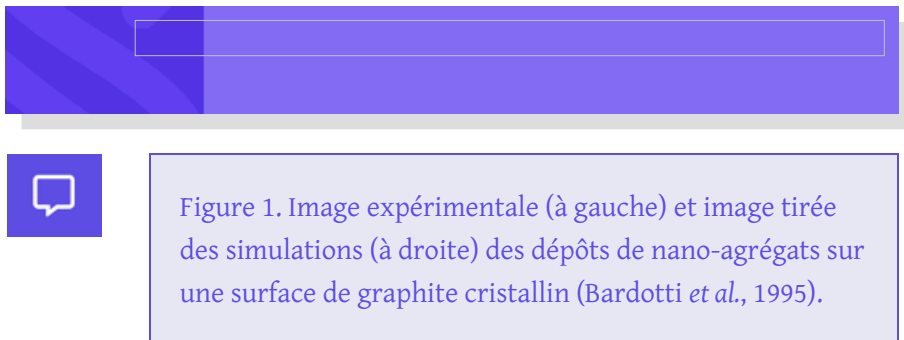 Figure 1. Image expérimentale (à gauche) et image tirée
des simulations (à droite) des dépôts de nano-agrégats sur
une surface de graphite cristallin (Bardotti et al., 1995).